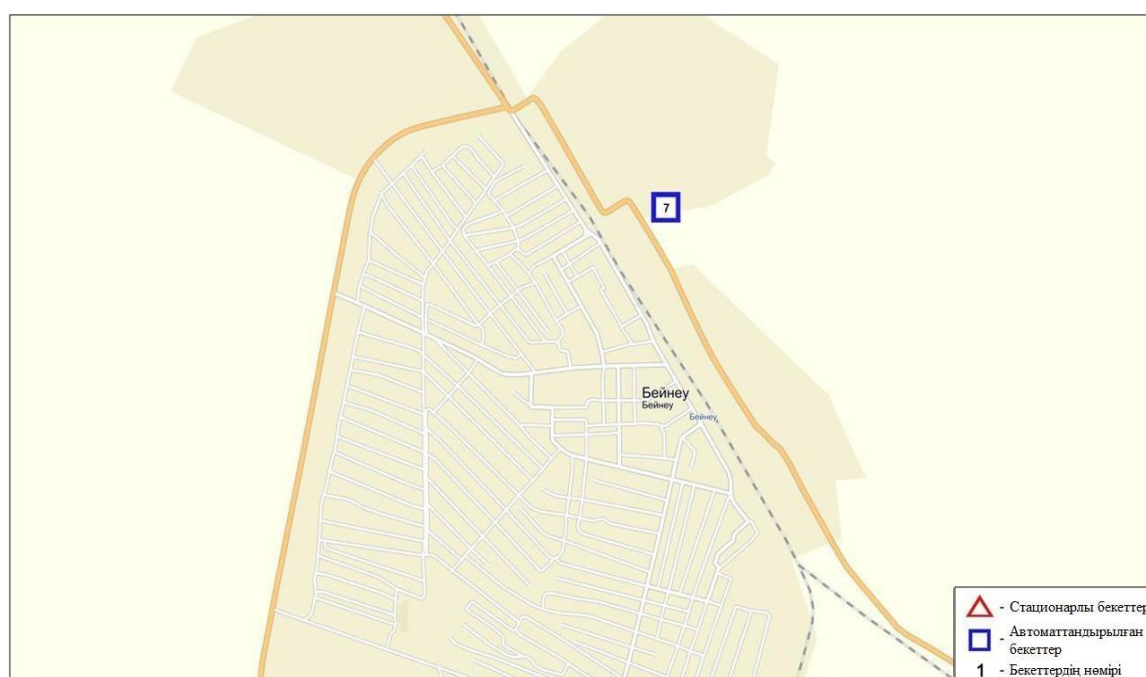 7
Бейнеу
Бейнеу
Бейнеу
- Стационарлы бекеттер
- Автоматтандырылған
бекеттер
1 - Бекеттердің нөмірі